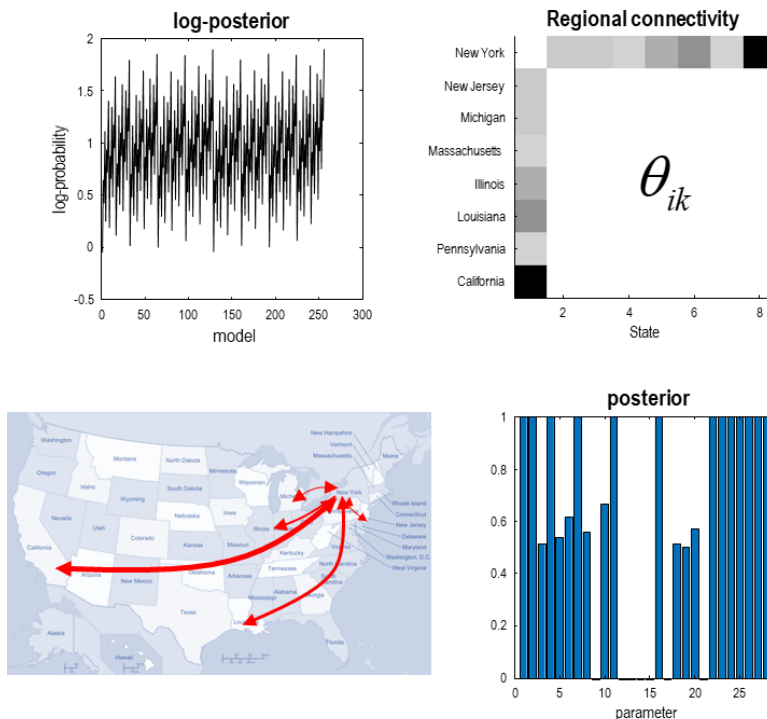 log-posterior
2
1.5
1
0.5
0
-0.5
log-probability
0
50
100
150
200
250
300
model
Regional connectivity
New York
New Jersey
Michigan
Massachusetts
Illinois
Louisiana
Pennsylvania
California
θik
2
4
6
8
State
New Hampshire
Vermont
Massachusetts
Washington
Montana
North Dakota
Minnesota
Maine
Oregon
Idaho
South Dakota
Wisconsin
New York
Wyoming
Rhode Island
Connecticut
Nevada
Nebraska
Iowa
New Jersey
Utah
Illinois
Delaware
Colorado
Kansas
Missouri
Maryland
California
Kentucky
Virginia
Washington, D.C.
West Virginia
Arizona
Oklahoma
Tennessee
North Carolina
New Mexico
Arkansas
South
Carolina
Mississippi
Alabama
Georgia
Texas
Alaska
Florida
Hawaii
posterior
1
0.8
0.6
0.4
0.2
0
0
5
10
15
20
25
parameter